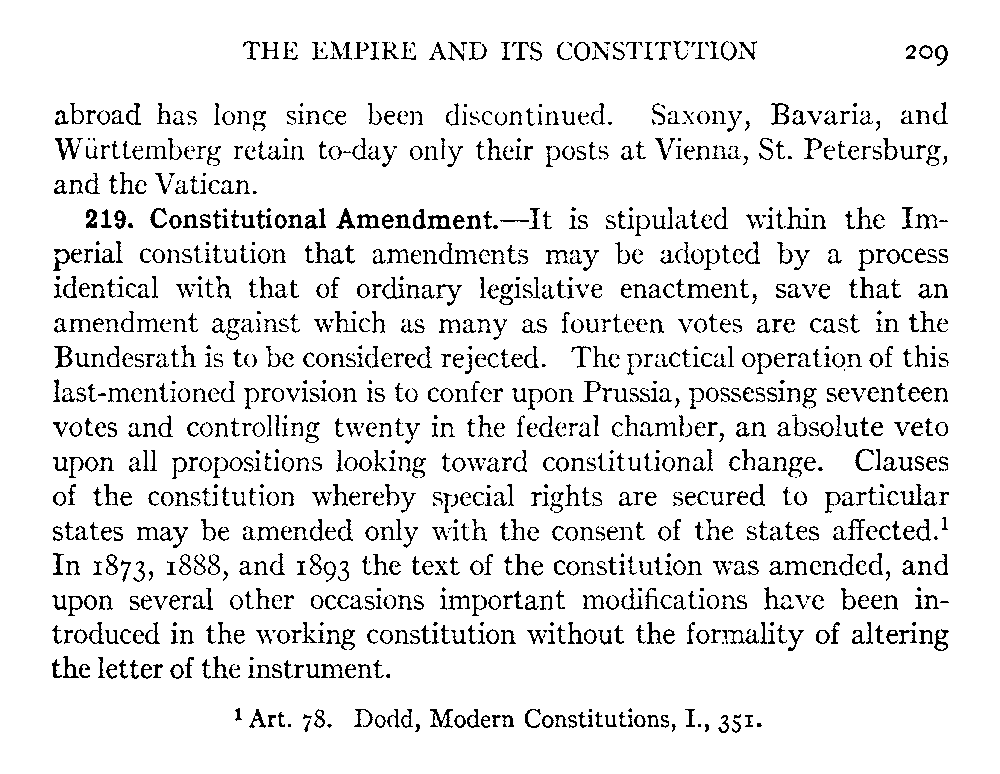 THE EMPIRE AND ITS CONSTITUTION 209
abroad has long since been discontinued. Saxony, Bavaria, and
Württemberg retain to-day only their posts at Vienna, St. Petersburg,
and the Vatican.
219. Constitutional Amendment.—It is stipulated within the Im-
perial constitution that amendments may be adopted by a process
identical with that of ordinary legislative enactment, save that an
amendment against which as many as fourteen votes are cast in the
Bundesrath is to be considered rejected. The practical operation of this
last-mentioned provision is to confer upon Prussia, possessing seventeen
votes and controlling twenty in the federal chamber, an absolute veto
upon all propositions looking toward constitutional change. Clauses
of the constitution whereby special rights are secured to particular
states may be amended only with the consent of the states affected.¹
In 1873, 1888, and 1893 the text of the constitution was amended, and
upon several other occasions important modifications have been in-
troduced in the working constitution without the formality of altering
the letter of the instrument.
¹ Art. 78. Dodd, Modern Constitutions, I., 351.